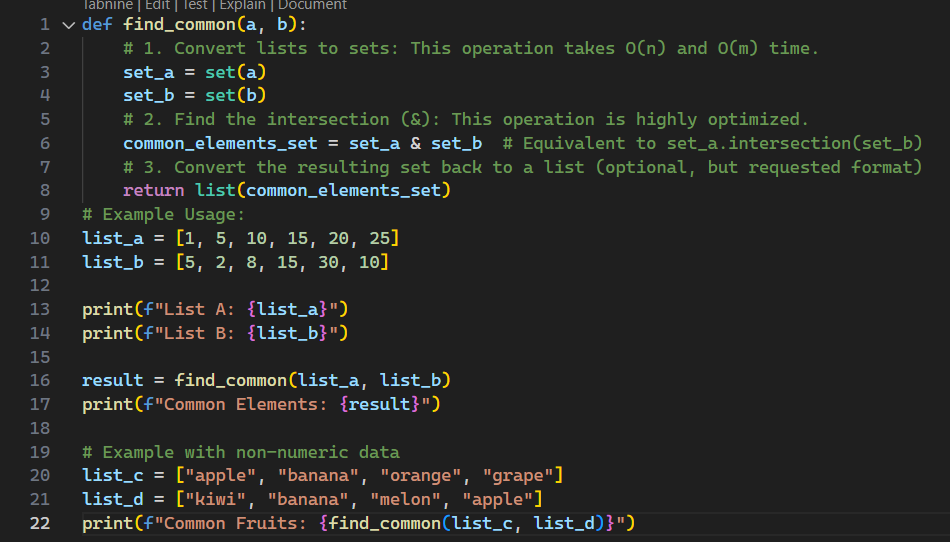 Tabnine | Edit | Test | Explain | Document
1 def find_common(a, b):
2     # 1. Convert lists to sets: This operation takes O(n) and O(m) time.
3     set_a = set(a)
4     set_b = set(b)
5     # 2. Find the intersection (&): This operation is highly optimized.
6     common_elements_set = set_a & set_b  # Equivalent to set_a.intersection(set_b)
7     # 3. Convert the resulting set back to a list (optional, but requested format)
8     return list(common_elements_set)
9 # Example Usage:
10 list_a = [1, 5, 10, 15, 20, 25]
11 list_b = [5, 2, 8, 15, 30, 10]
12
13 print(f"List A: {list_a}")
14 print(f"List B: {list_b}")
15
16 result = find_common(list_a, list_b)
17 print(f"Common Elements: {result}")
18
19 # Example with non-numeric data
20 list_c = ["apple", "banana", "orange", "grape"]
21 list_d = ["kiwi", "banana", "melon", "apple"]
22 print(f"Common Fruits: {find_common(list_c, list_d)}")